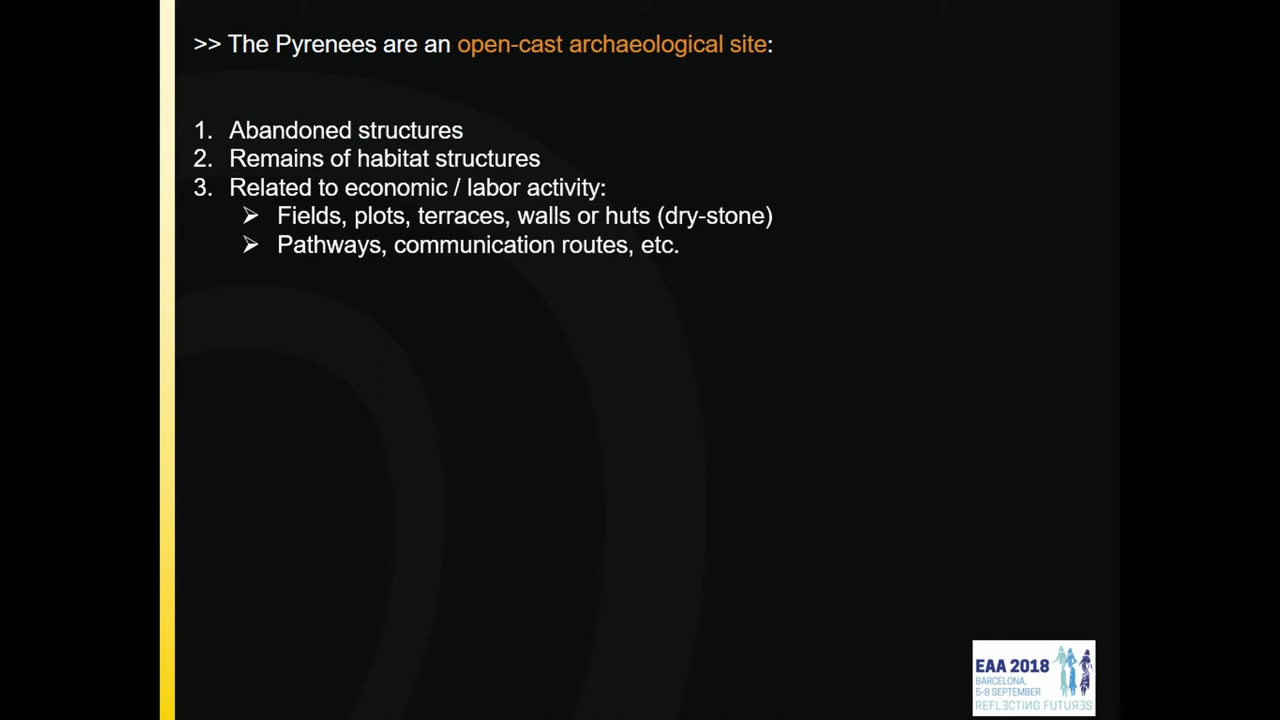 >> The Pyrenees are an open-cast archaeological site:
1. Abandoned structures
2. Remains of habitat structures
3. Related to economic / labor activity:
➢ Fields, plots, terraces, walls or huts (dry-stone)
➢ Pathways, communication routes, etc.
EAA 2018
BARCELONA,
5-8 SEPTEMBER
REFLECTING FUTURES